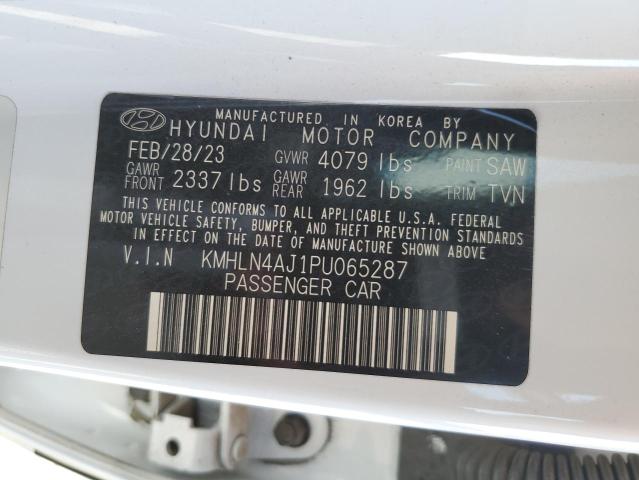 MANUFACTURED IN KOREA BY
HYUNDAI MOTOR COMPANY
FEB/28/23 GVWR 4079 lbs PAINT SAW
GAWR FRONT 2337 lbs GAWR REAR 1962 lbs TRIM TVN
THIS VEHICLE CONFORMS TO ALL APPLICABLE U.S.A. FEDERAL
MOTOR VEHICLE SAFETY, BUMPER, AND THEFT PREVENTION STANDARDS
IN EFFECT ON THE DATE OF MANUFACTURE SHOWN ABOVE
V.I.N KMHLN4AJ1PU065287
PASSENGER CAR